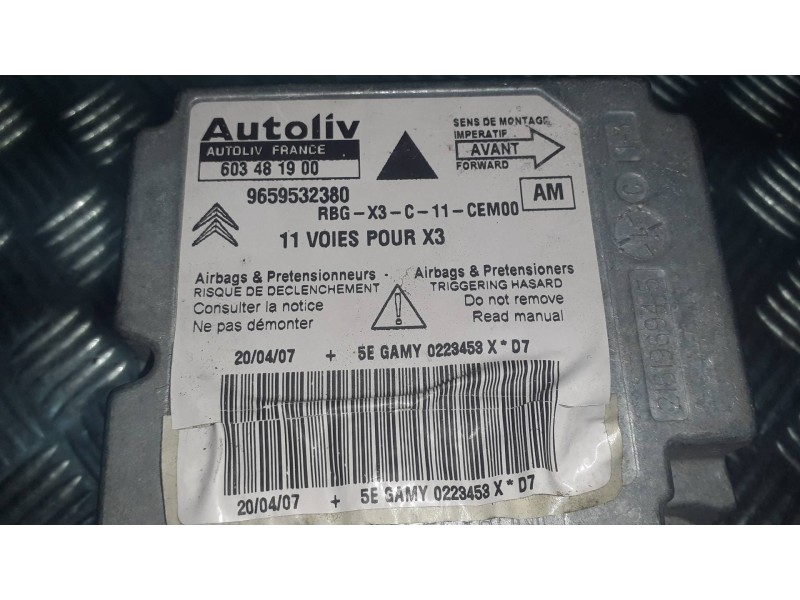 Autoliv
AUTOLIV FRANCE
603 48 19 00
SENS DE MONTAGE
IMPERATIF
AVANT
FORWARD
9659532380
RBG-X3-C-11-CEM00
AM
11 VOIES POUR X3
Airbags & Pretensionneurs
RISQUE DE DECLENCHEMENT
Consulter la notice
Ne pas démonter
Airbags & Pretensioners
TRIGGERING HASARD
Do not remove
Read manual
20/04/07 + 5E GAMY 0223453 X * D7
20/04/07 + 5E GAMY 0223453 X * D7